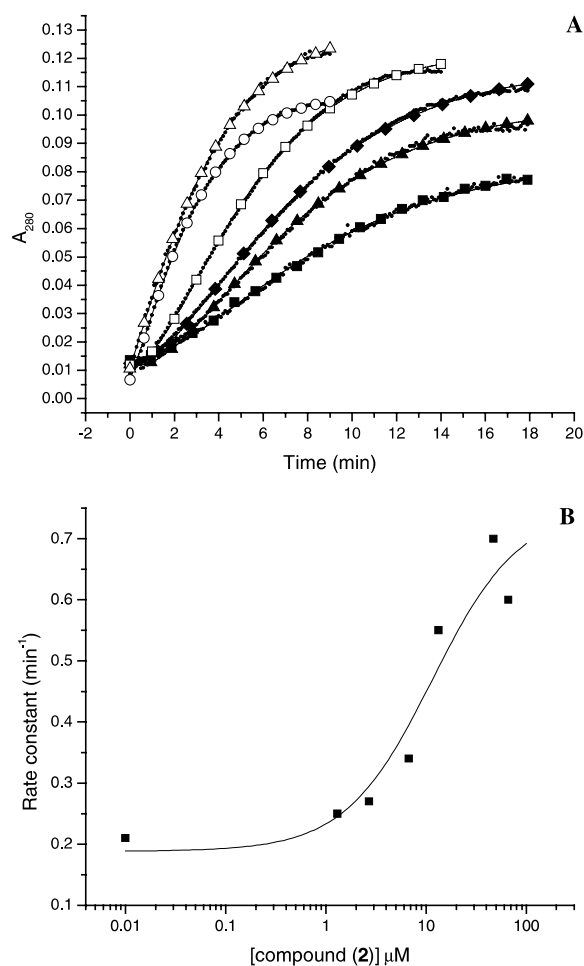 A
0.13
0.12
0.11
0.10
0.09
0.08
0.07
0.06
0.05
0.04
0.03
0.02
0.01
0.00
A280
-2 0 2 4 6 8 10 12 14 16 18 20
Time (min)
B
0.7
0.6
0.5
0.4
0.3
0.2
0.1
Rate constant (min-1)
0.01 0.1 1 10 100
[compound (2)] μM